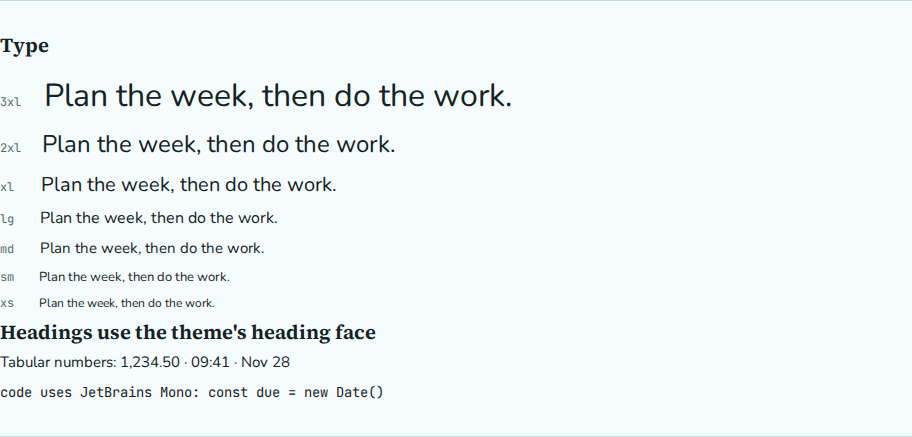 Type
3xl Plan the week, then do the work.
2xl Plan the week, then do the work.
xl Plan the week, then do the work.
lg Plan the week, then do the work.
md Plan the week, then do the work.
sm Plan the week, then do the work.
xs Plan the week, then do the work.
Headings use the theme's heading face
Tabular numbers: 1,234.50 · 09:41 · Nov 28
code uses JetBrains Mono: const due = new Date()